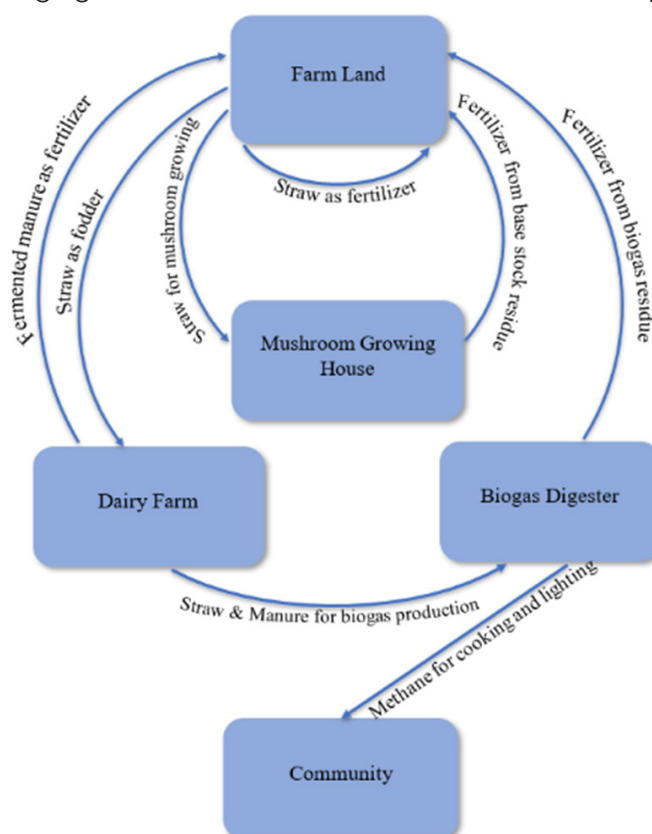 Farm Land
Fermented manure as fertilizer
Straw as fodder
Straw for mushroom growing
Straw as fertilizer
Fertilizer from base stock residue
Fertilizer from biogas residue
Mushroom Growing
House
Dairy Farm
Biogas Digester
Straw & Manure for biogas production
Methane for cooking and lighting
Community